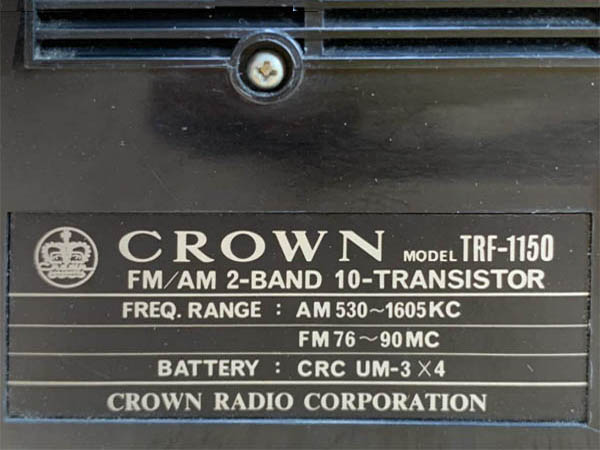 CROWN MODEL TRF-1150
FM/AM 2-BAND 10-TRANSISTOR
FREQ. RANGE : AM 530~1605KC
FM 76~90MC
BATTERY : CRC UM-3×4
CROWN RADIO CORPORATION